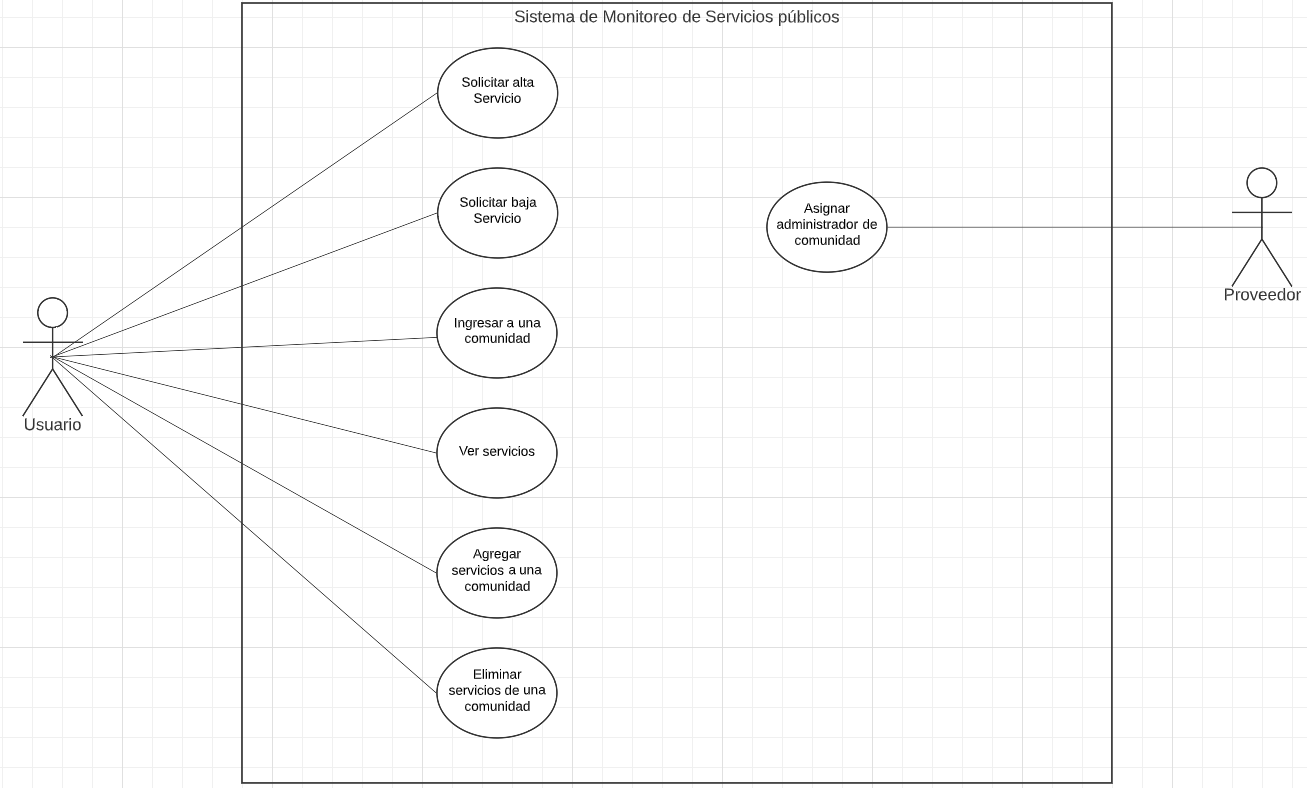 Sistema de Monitoreo de Servicios públicos
Solicitar alta
Servicio
Solicitar baja
Servicio
Asignar
administrador de
comunidad
Proveedor
Ingresar a una
comunidad
Usuario
Ver servicios
Agregar
servicios a una
comunidad
Eliminar
servicios de una
comunidad